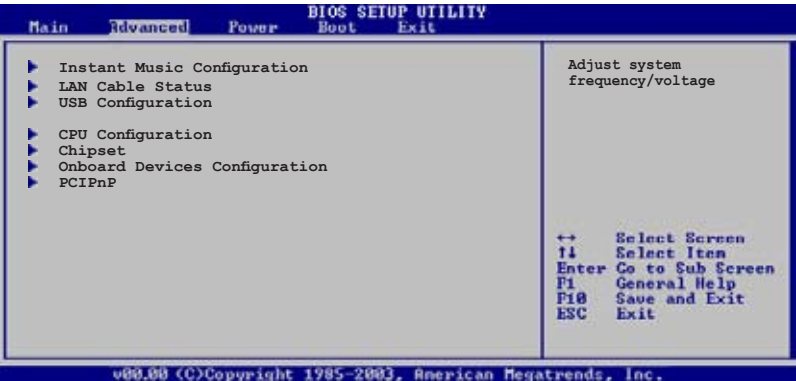 BIOS SETUP UTILITY
Main Advanced Power Boot Exit
Instant Music Configuration
LAN Cable Status
USB Configuration
CPU Configuration
Chipset
Onboard Devices Configuration
PCIPnP
Adjust system
frequency/voltage
↔ Select Screen
↑↓ Select Item
Enter Go to Sub Screen
F1 General Help
F10 Save and Exit
ESC Exit
v00.00 (C)Copyright 1985-2003, American Megatrends, Inc.